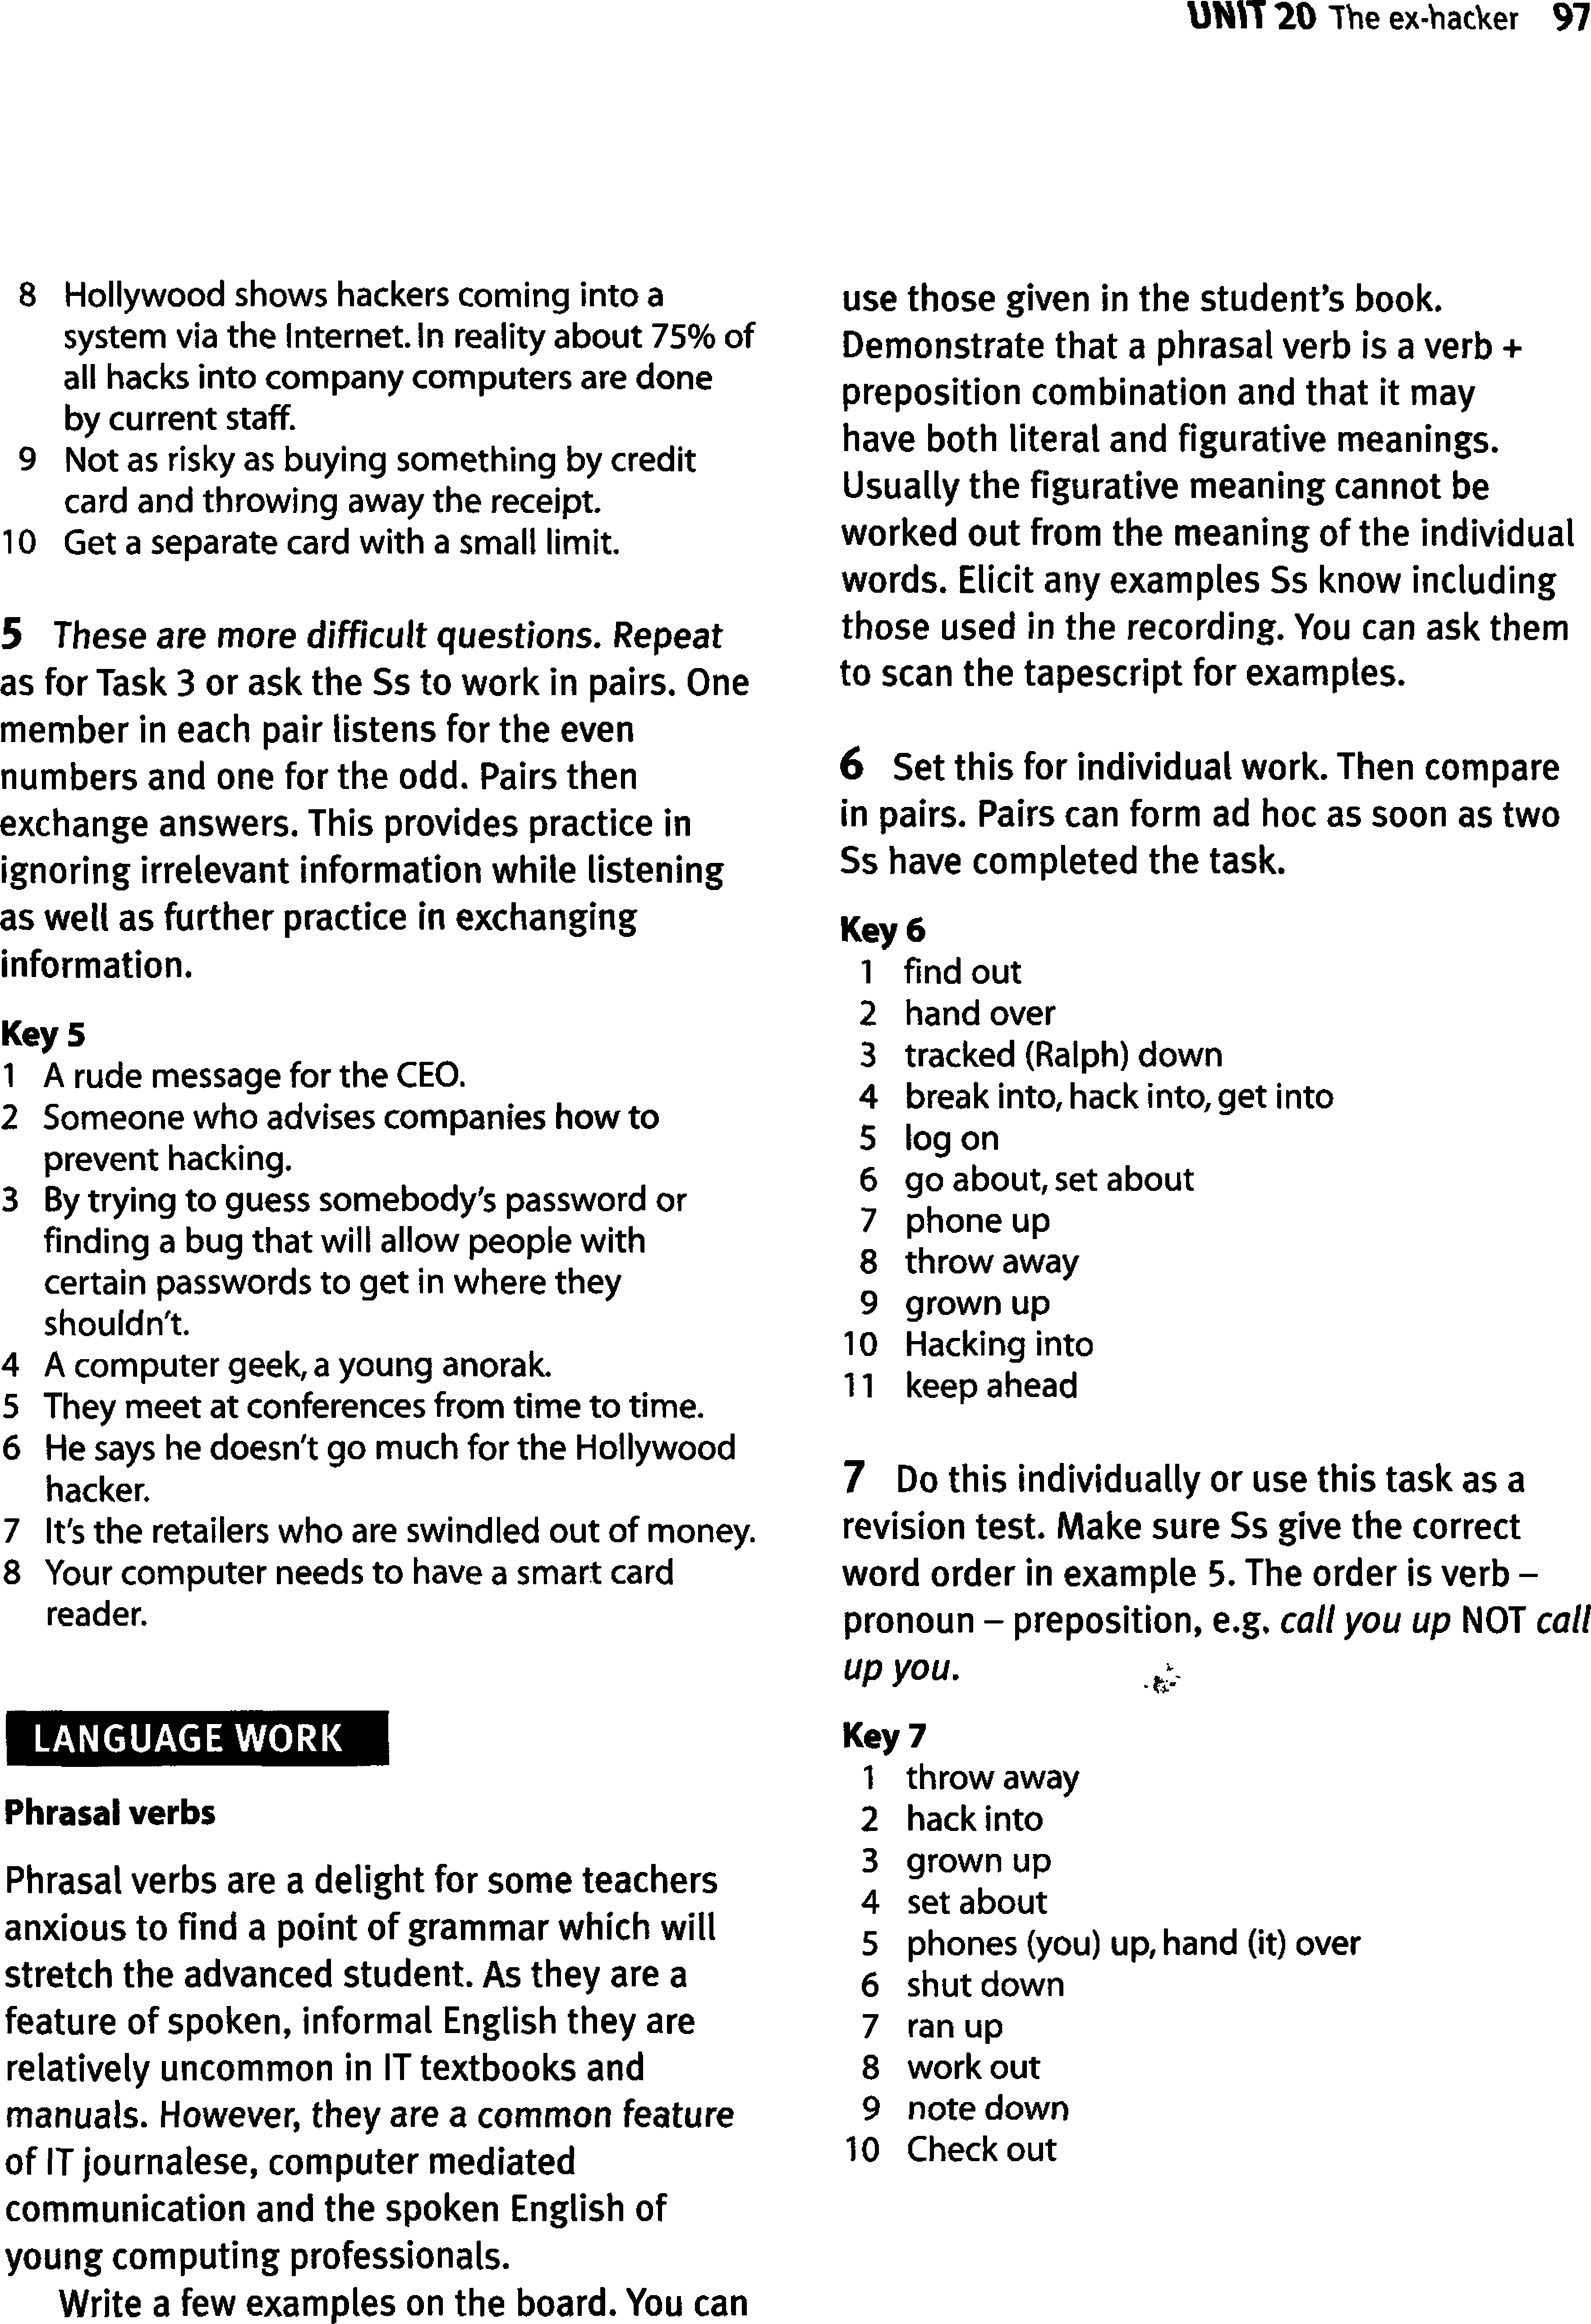 UNIT 20 The ex-hacker 97
8 Hollywood shows hackers coming into a
system via the Internet. In reality about 75% of
all hacks into company computers are done
by current staff.
9 Not as risky as buying something by credit
card and throwing away the receipt.
10 Get a separate card with a small limit.
5 These are more difficult questions. Repeat
as for Task 3 or ask the Ss to work in pairs. One
member in each pair listens for the even
numbers and one for the odd. Pairs then
exchange answers. This provides practice in
ignoring irrelevant information while listening
as well as further practice in exchanging
information.
Key 5
1 A rude message for the CEO.
2 Someone who advises companies how to
prevent hacking.
3 By trying to guess somebody's password or
finding a bug that will allow people with
certain passwords to get in where they
shouldn't.
4 A computer geek, a young anorak.
5 They meet at conferences from time to time.
6 He says he doesn't go much for the Hollywood
hacker.
7 It's the retailers who are swindled out of money.
8 Your computer needs to have a smart card
reader.
LANGUAGE WORK
Phrasal verbs
Phrasal verbs are a delight for some teachers
anxious to find a point of grammar which will
stretch the advanced student. As they are a
feature of spoken, informal English they are
relatively uncommon in IT textbooks and
manuals. However, they are a common feature
of IT journalese, computer mediated
communication and the spoken English of
young computing professionals.
Write a few examples on the board. You can
use those given in the student's book.
Demonstrate that a phrasal verb is a verb +
preposition combination and that it may
have both literal and figurative meanings.
Usually the figurative meaning cannot be
worked out from the meaning of the individual
words. Elicit any examples Ss know including
those used in the recording. You can ask them
to scan the tapescript for examples.
6 Set this for individual work. Then compare
in pairs. Pairs can form ad hoc as soon as two
Ss have completed the task.
Key 6
1 find out
2 hand over
3 tracked (Ralph) down
4 break into, hack into, get into
5 log on
6 go about, set about
7 phone up
8 throw away
9 grown up
10 Hacking into
11 keep ahead
7 Do this individually or use this task as a
revision test. Make sure Ss give the correct
word order in example 5. The order is verb –
pronoun – preposition, e.g. call you up NOT call
up you.
Key 7
1 throw away
2 hack into
3 grown up
4 set about
5 phones (you) up, hand (it) over
6 shut down
7 ran up
8 work out
9 note down
10 Check out